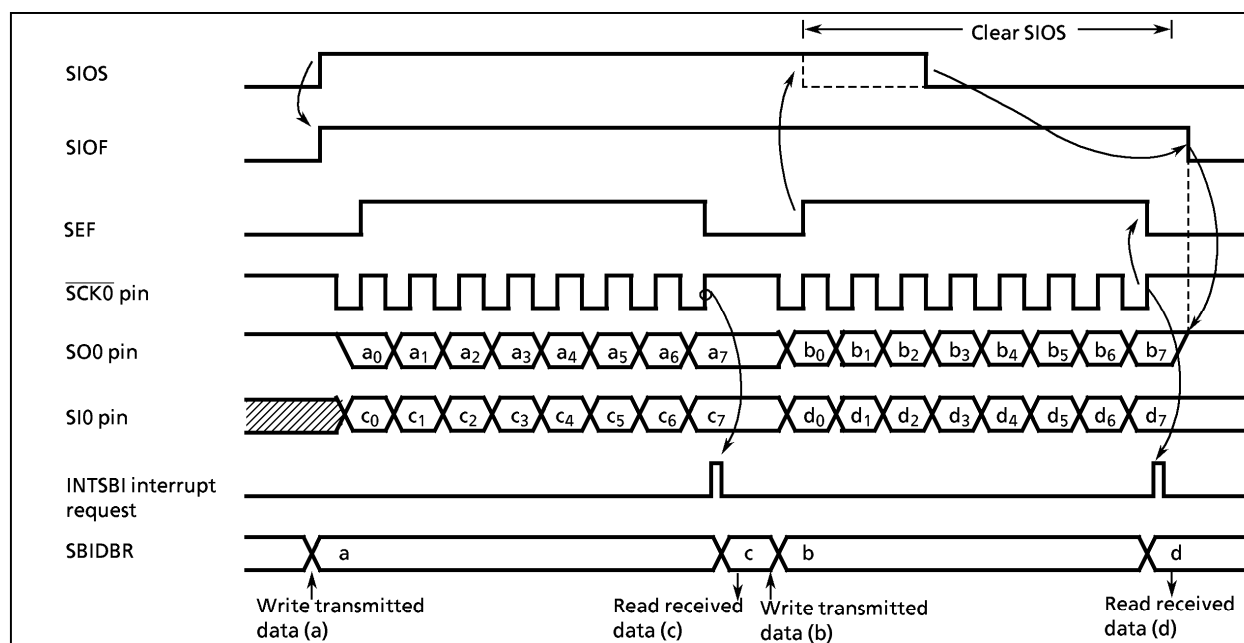 Clear SIOS
SIOS
SIOF
SEF
SCK0 pin
SO0 pin
a0 a1 a2 a3 a4 a5 a6 a7 b0 b1 b2 b3 b4 b5 b6 b7
SI0 pin
c0 c1 c2 c3 c4 c5 c6 c7 d0 d1 d2 d3 d4 d5 d6 d7
INTSBI interrupt
request
SBIDBR
a c b d
Write transmitted
data (a)
Read received
data (c)
Write transmitted
data (b)
Read received
data (d)